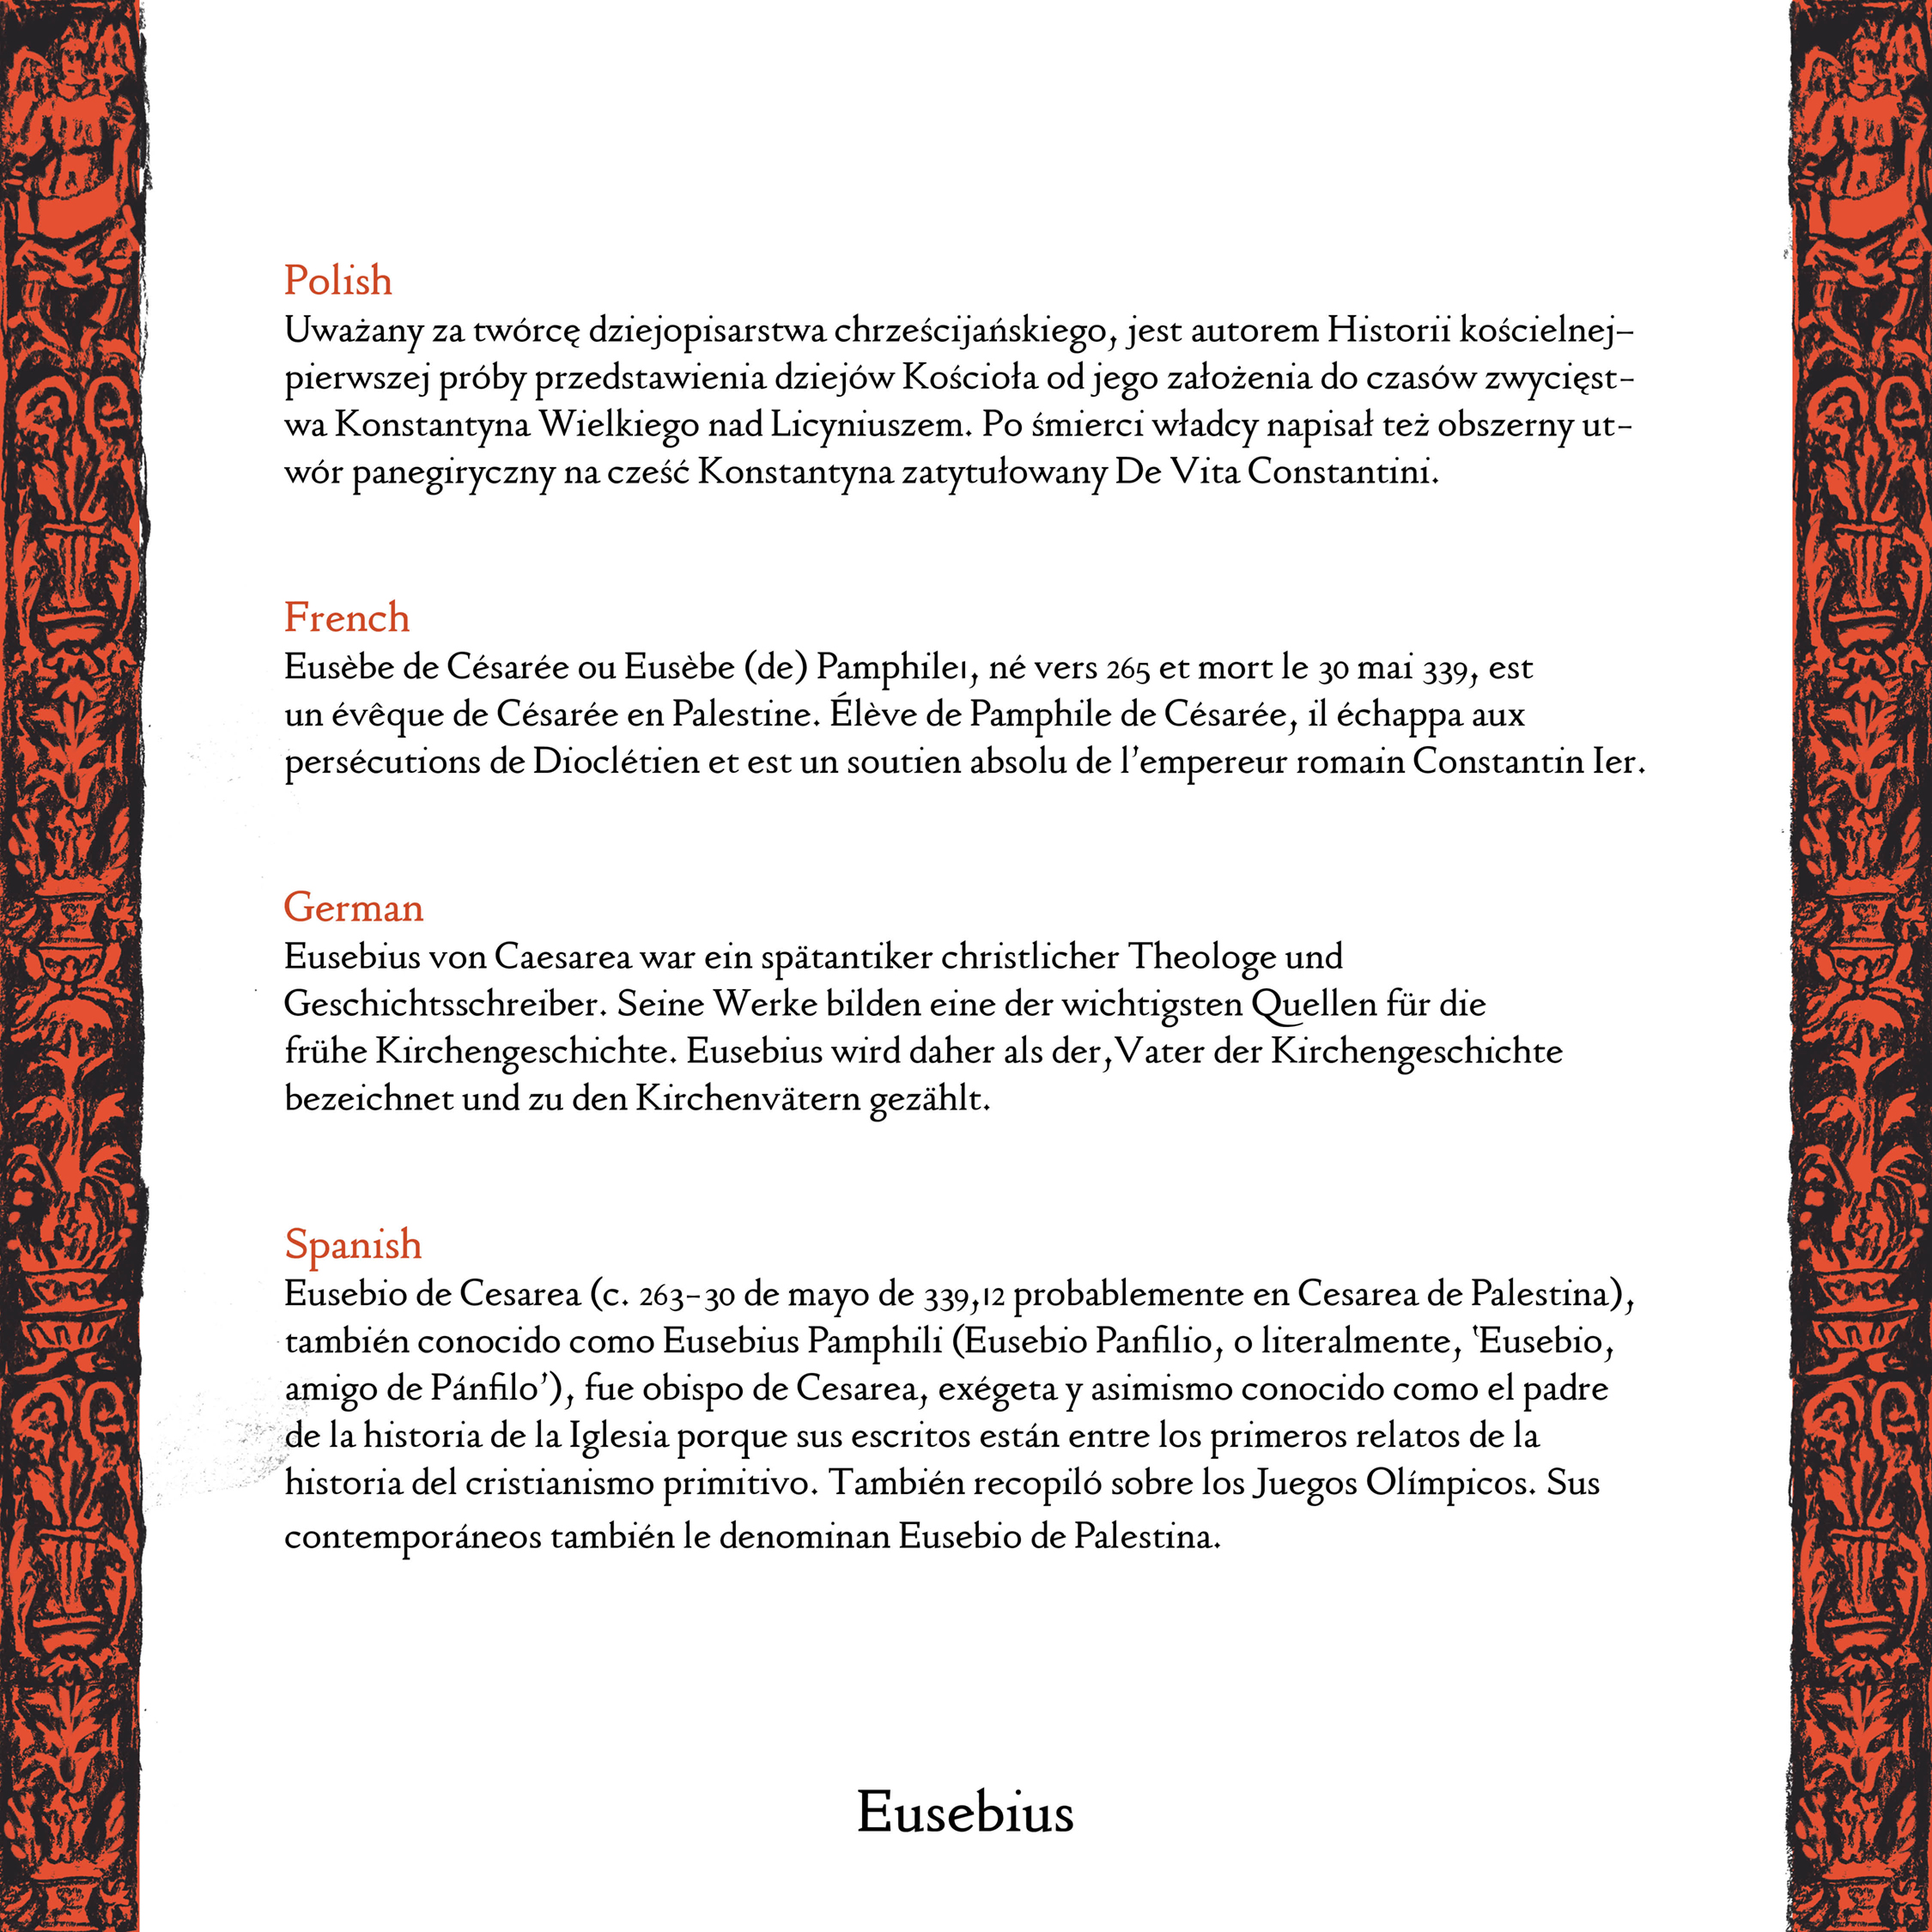 Polish
Uważany za twórcę dziejopisarstwa chrześcijańskiego, jest autorem Historii kościelnej-
pierwszej próby przedstawienia dziejów Kościoła od jego założenia do czasów zwycięst-
wa Konstantyna Wielkiego nad Licyniuszem. Po śmierci władcy napisał też obszerny ut-
wór panegiryczny na cześć Konstantyna zatytułowany De Vita Constantini.
French
Eusèbe de Césarée ou Eusèbe (de) Pamphile1, né vers 265 et mort le 30 mai 339, est
un évêque de Césarée en Palestine. Élève de Pamphile de Césarée, il échappa aux
persécutions de Dioclétien et est un soutien absolu de l’empereur romain Constantin Ier.
German
Eusebius von Caesarea war ein spätantiker christlicher Theologe und
Geschichtsschreiber. Seine Werke bilden eine der wichtigsten Quellen für die
frühe Kirchengeschichte. Eusebius wird daher als der‚Vater der Kirchengeschichte
bezeichnet und zu den Kirchenvätern gezählt.
Spanish
Eusebio de Cesarea (c. 263-30 de mayo de 339,12 probablemente en Cesarea de Palestina),
también conocido como Eusebius Pamphili (Eusebio Panfilio, o literalmente, ‛Eusebio,
amigo de Pánfilo’), fue obispo de Cesarea, exégeta y asimismo conocido como el padre
de la historia de la Iglesia porque sus escritos están entre los primeros relatos de la
historia del cristianismo primitivo. También recopiló sobre los Juegos Olímpicos. Sus
contemporáneos también le denominan Eusebio de Palestina.
Eusebius